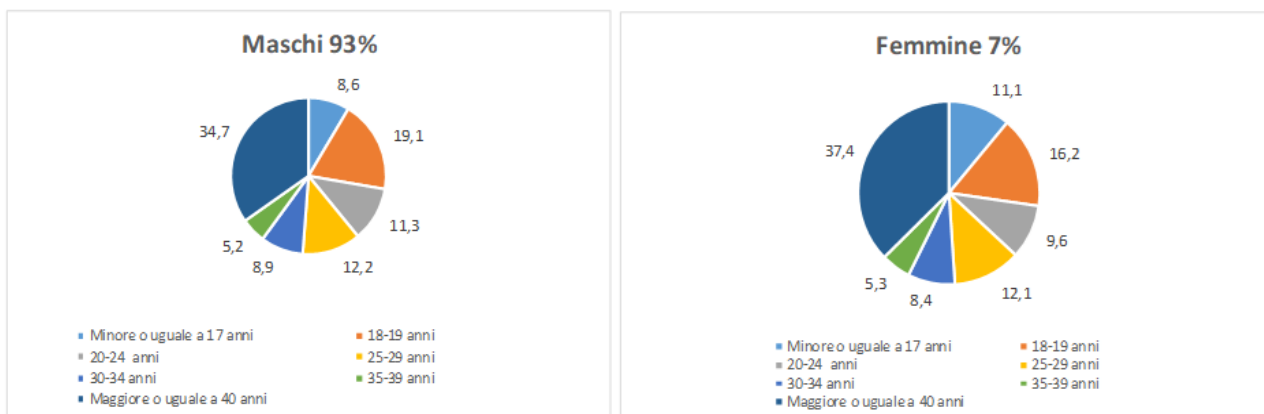 Maschi 93%
8,6
19,1
11,3
12,2
8,9
5,2
34,7
Minore o uguale a 17 anni
18-19 anni
20-24 anni
25-29 anni
30-34 anni
35-39 anni
Maggiore o uguale a 40 anni
Femmine 7%
11,1
16,2
9,6
12,1
8,4
5,3
37,4
Minore o uguale a 17 anni
18-19 anni
20-24 anni
25-29 anni
30-34 anni
35-39 anni
Maggiore o uguale a 40 anni